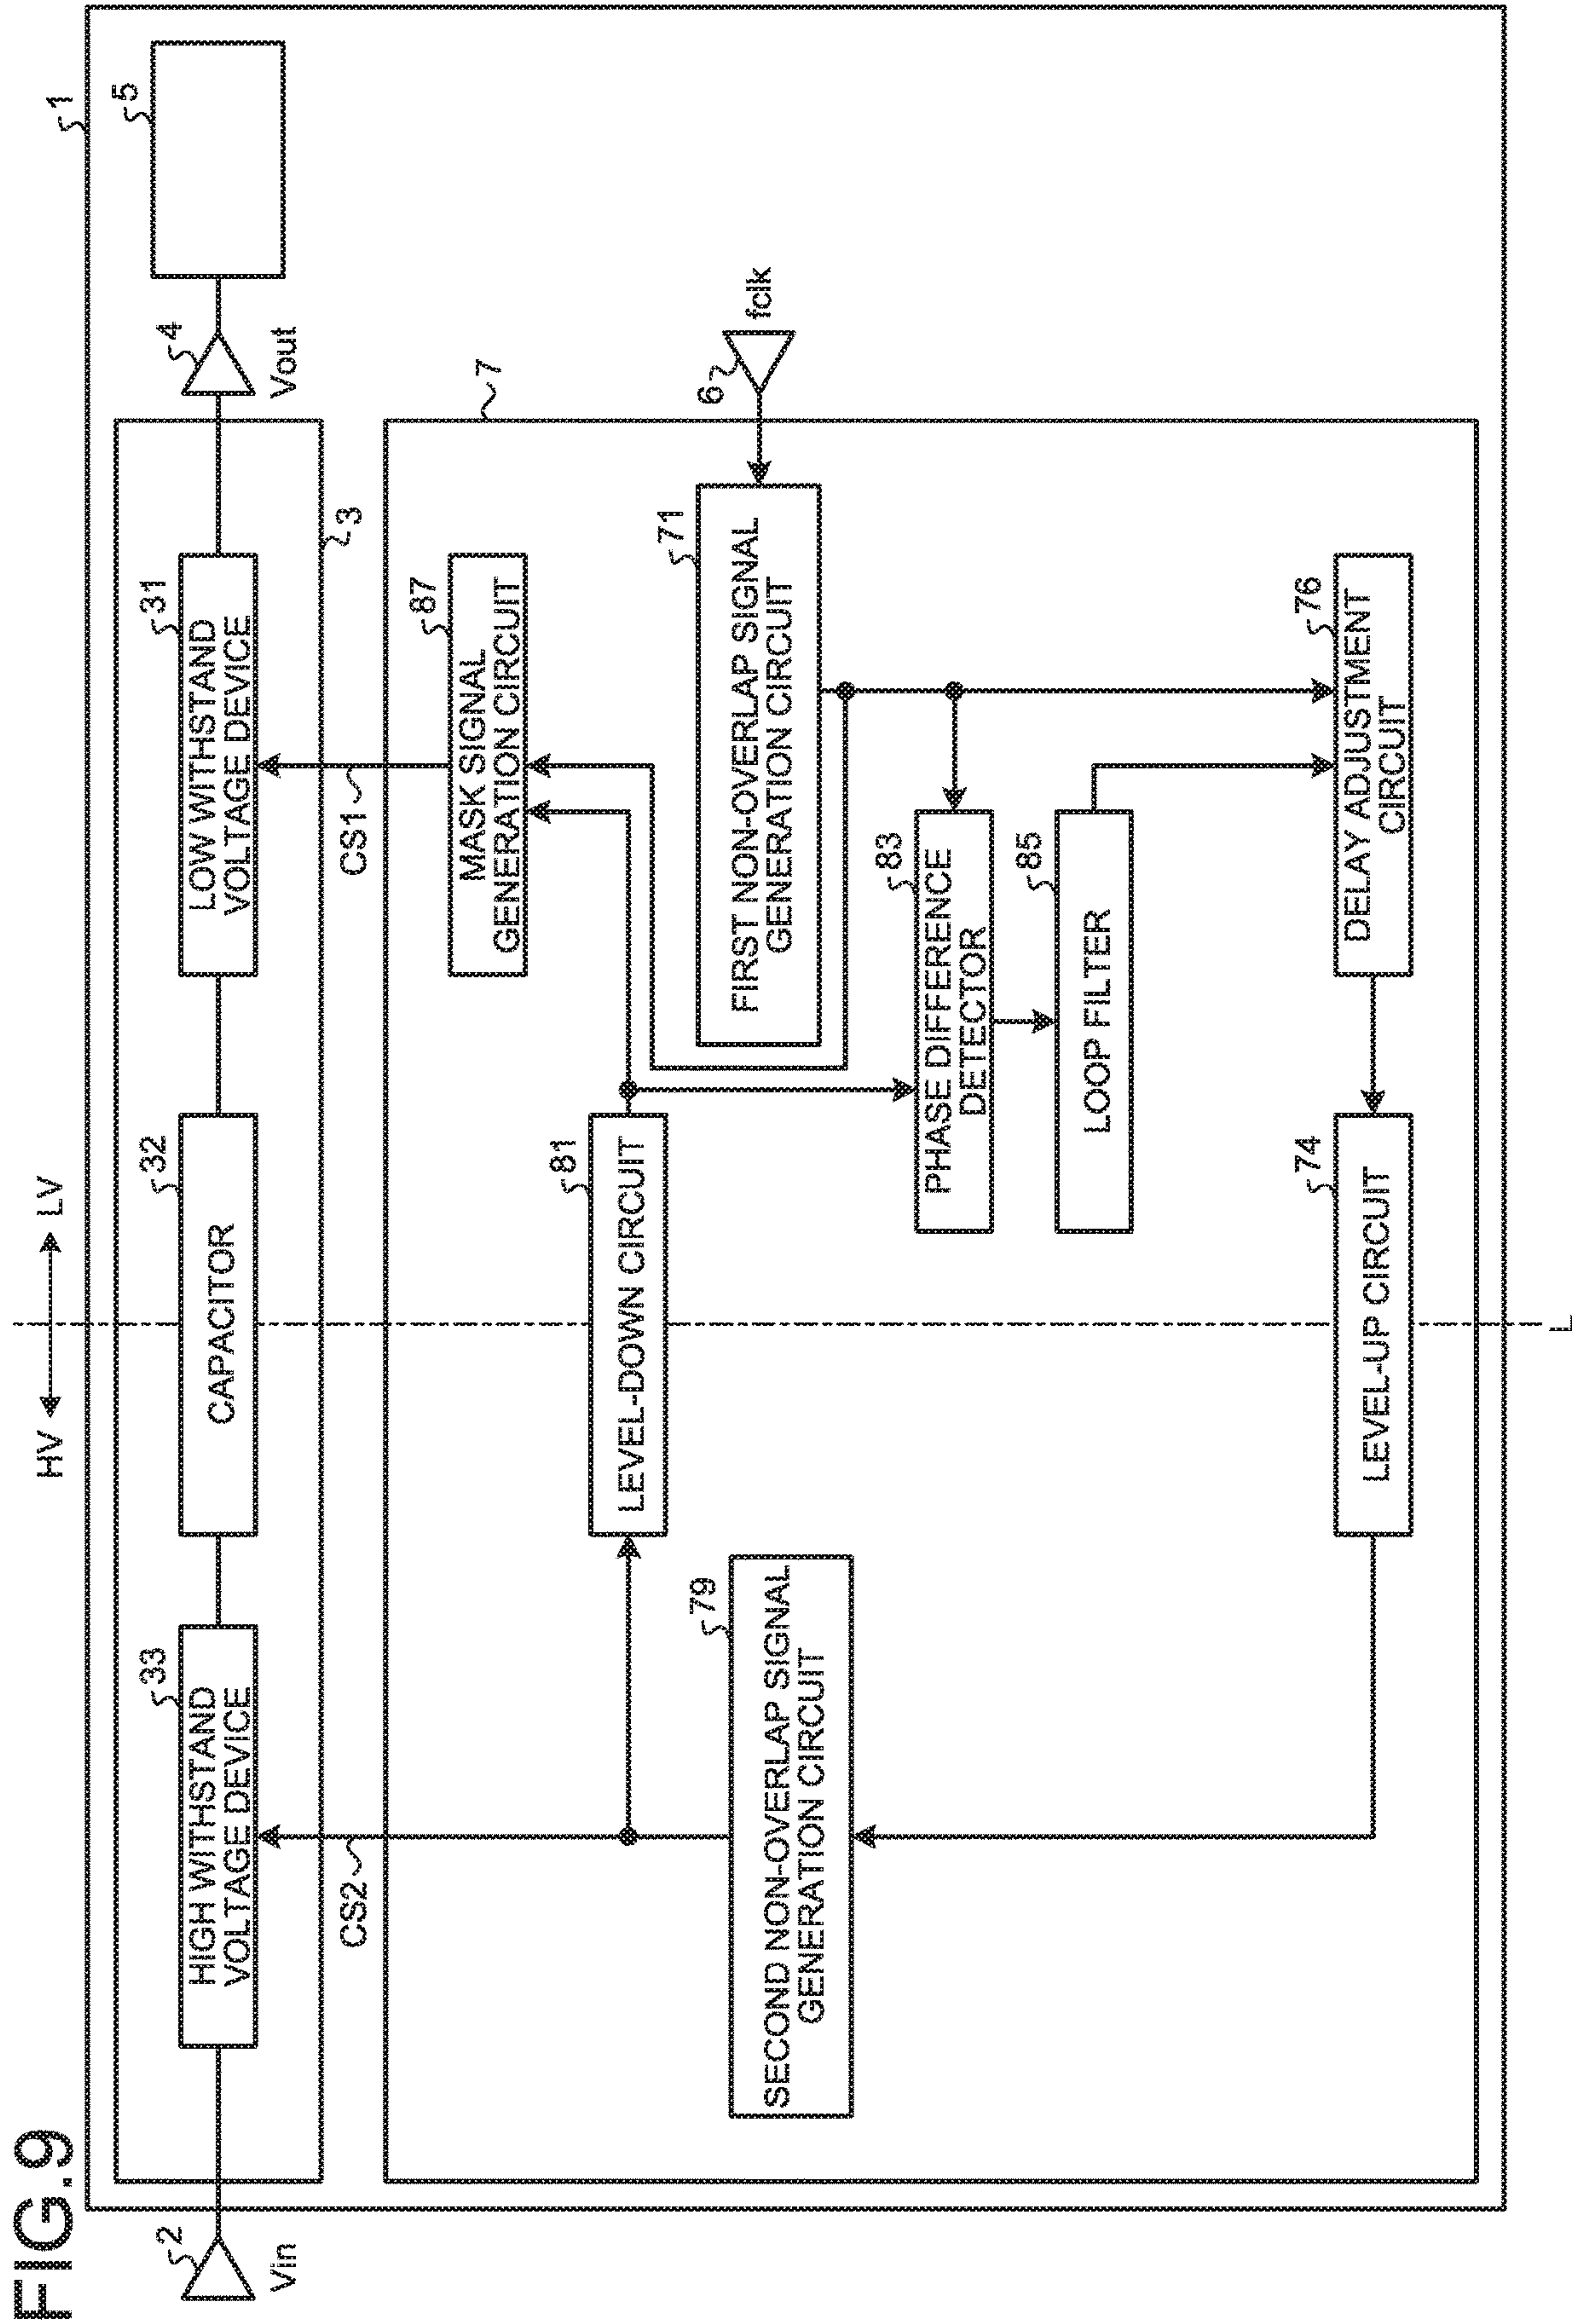 FIG.9
HV
LV
1
2
Vin
33
HIGH WITHSTAND
VOLTAGE DEVICE
32
CAPACITOR
31
LOW WITHSTAND
VOLTAGE DEVICE
3
4
Vout
5
CS2
CS1
7
87
MASK SIGNAL
GENERATION CIRCUIT
81
LEVEL-DOWN CIRCUIT
79
SECOND NON-OVERLAP SIGNAL
GENERATION CIRCUIT
71
FIRST NON-OVERLAP SIGNAL
GENERATION CIRCUIT
6
fclk
83
PHASE DIFFERENCE
DETECTOR
85
LOOP FILTER
74
LEVEL-UP CIRCUIT
76
DELAY ADJUSTMENT
CIRCUIT
L